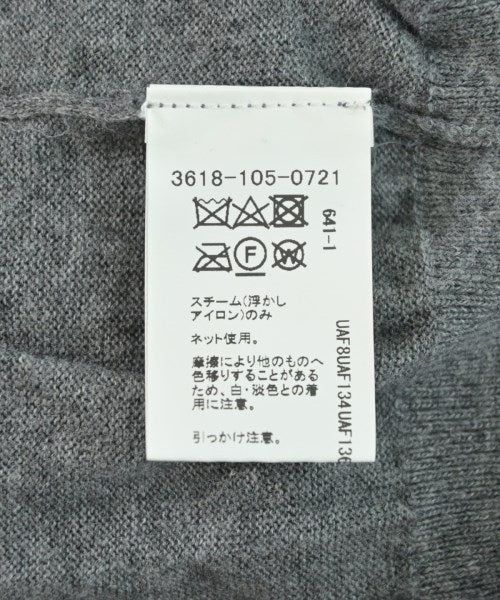 3618-105-0721
641-1
F
W
スチーム(浮かし
アイロン)のみ
ネット使用。
摩擦により他のものへ
色移りすることがある
ため、白・淡色との着
用に注意。
引っかけ注意。
UAF8UAF134UAF136